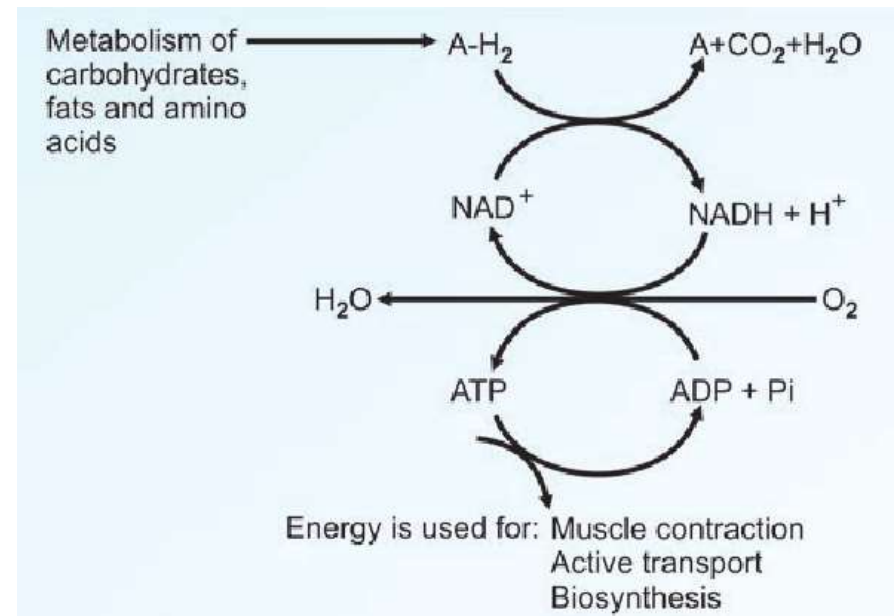 Metabolism of
carbohydrates,
fats and amino
acids
A-H₂
A+CO₂+H₂O
NAD⁺
NADH + H⁺
H₂O
O₂
ATP
ADP + Pi
Energy is used for: Muscle contraction
Active transport
Biosynthesis